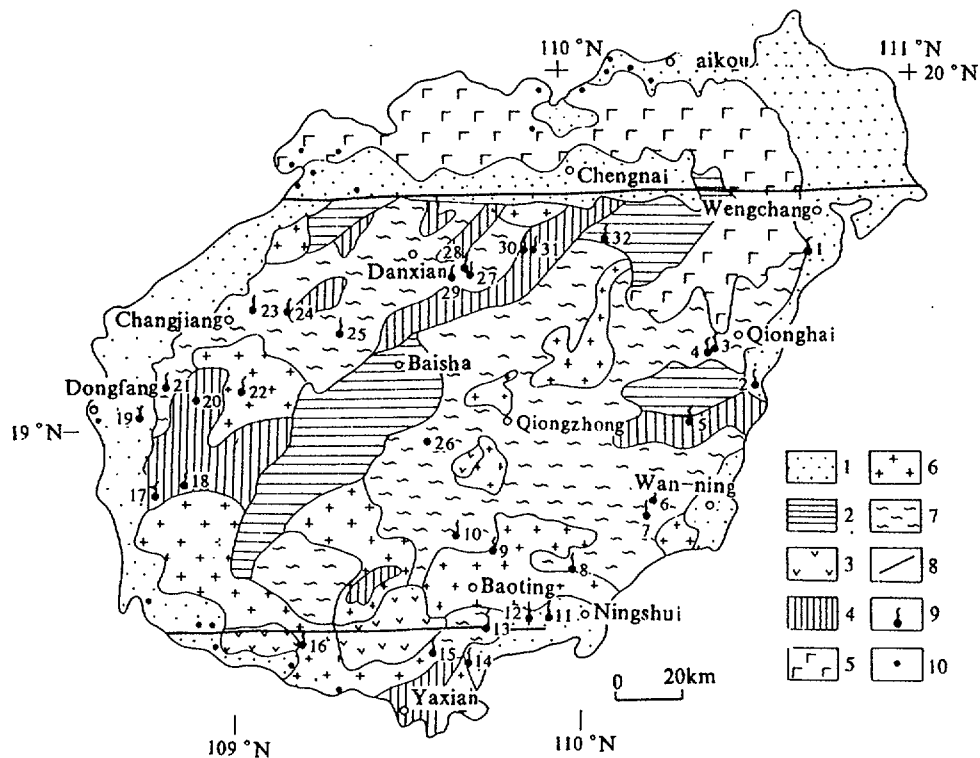 110 °N
111 °N
20 °N
aikou
Chengnai
Wengchang
1
28
30
31
32
Danxian
27
29
23
24
Changjiang
25
Qionghai
4
3
Baisha
2
Dongfang
21
22
20
19
5
19 °N
Qiongzhong
26
Wan-ning
17
18
6
7
10
9
8
Baoting
12
11
Ningshui
13
16
15
14
Yaxian
0 20km
109 °N
110 °N
1 6
2 7
3 8
4 9
5 10